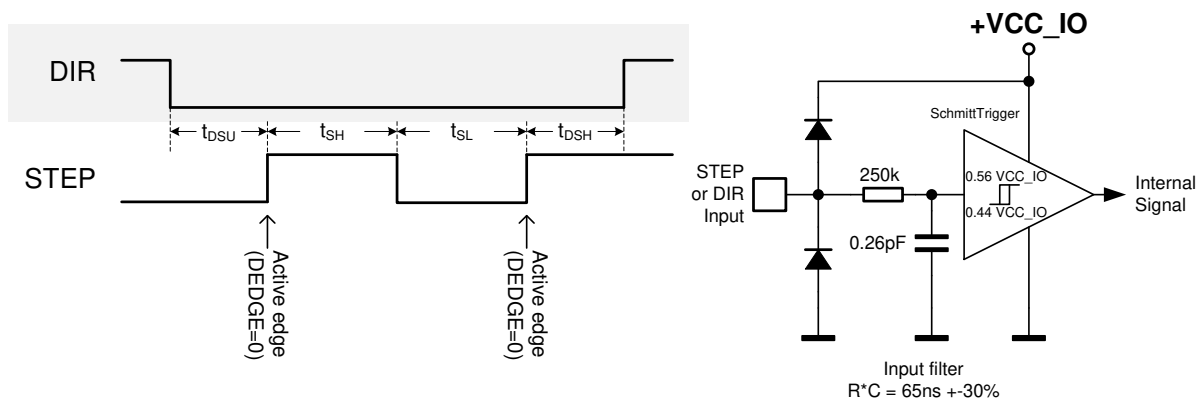 DIR
tDSU
tSH
tSL
tDSH
STEP
Active edge
(DEDGE=0)
Active edge
(DEDGE=0)
+VCC_IO
SchmittTrigger
STEP
or DIR
Input
250k
0.56 VCC_IO
0.44 VCC_IO
0.26pF
Internal
Signal
Input filter
R*C = 65ns +-30%